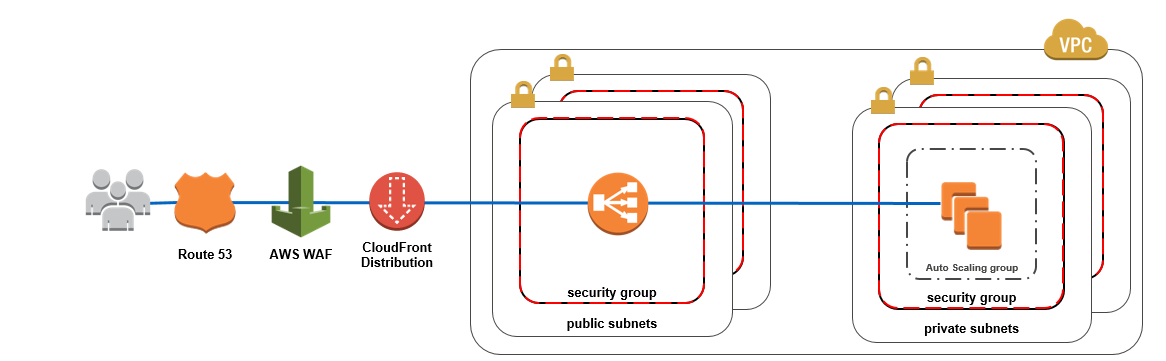 VPC
Route 53
AWS WAF
CloudFront
Distribution
security group
public subnets
Auto Scaling group
security group
private subnets